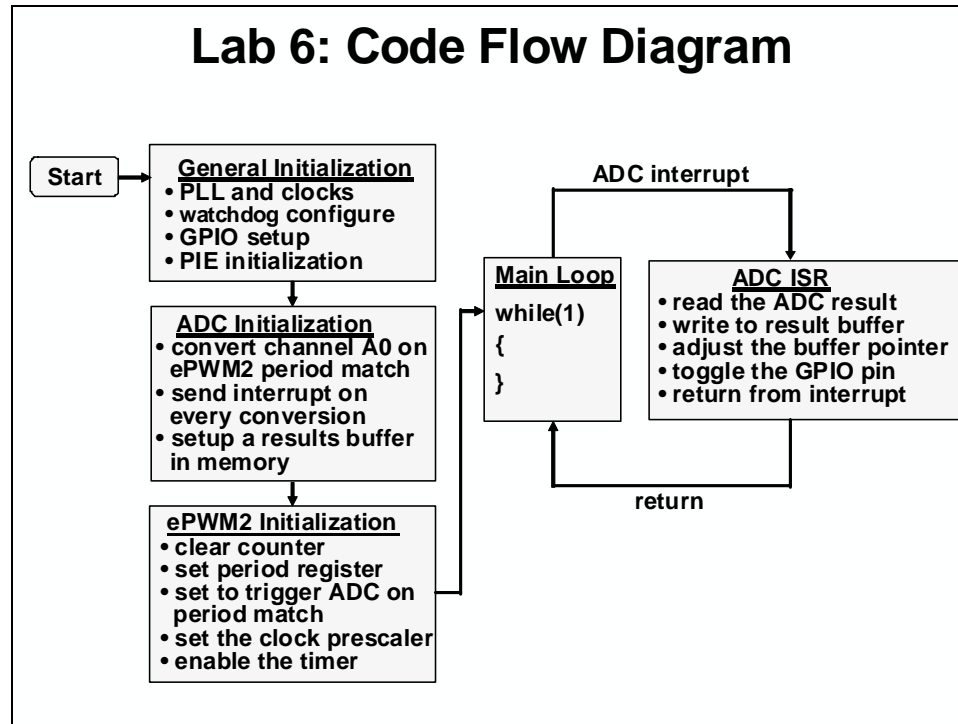 Lab 6: Code Flow Diagram
Start
General Initialization
• PLL and clocks
• watchdog configure
• GPIO setup
• PIE initialization
ADC Initialization
• convert channel A0 on
ePWM2 period match
• send interrupt on
every conversion
• setup a results buffer
in memory
ePWM2 Initialization
• clear counter
• set period register
• set to trigger ADC on
period match
• set the clock prescaler
• enable the timer
Main Loop
while(1)
{
}
ADC interrupt
ADC ISR
• read the ADC result
• write to result buffer
• adjust the buffer pointer
• toggle the GPIO pin
• return from interrupt
return